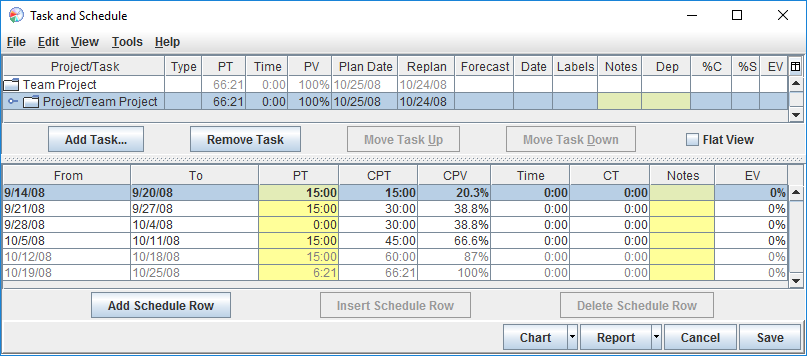 Task and Schedule
File Edit View Tools Help
Project/Task Type PT Time PV Plan Date Replan Forecast Date Labels Notes Dep %C %S EV
Team Project 66:21 0:00 100% 10/25/08 10/24/08
Project/Team Project 66:21 0:00 100% 10/25/08 10/24/08
Add Task... Remove Task Move Task Up Move Task Down Flat View
From To PT CPT CPV Time CT Notes EV
9/14/08 9/20/08 15:00 15:00 20.3% 0:00 0:00 0%
9/21/08 9/27/08 15:00 30:00 38.8% 0:00 0:00 0%
9/28/08 10/4/08 0:00 30:00 38.8% 0:00 0:00 0%
10/5/08 10/11/08 15:00 45:00 66.6% 0:00 0:00 0%
10/12/08 10/18/08 15:00 60:00 87% 0:00 0:00 0%
10/19/08 10/25/08 6:21 66:21 100% 0:00 0:00 0%
Add Schedule Row Insert Schedule Row Delete Schedule Row
Chart Report Cancel Save